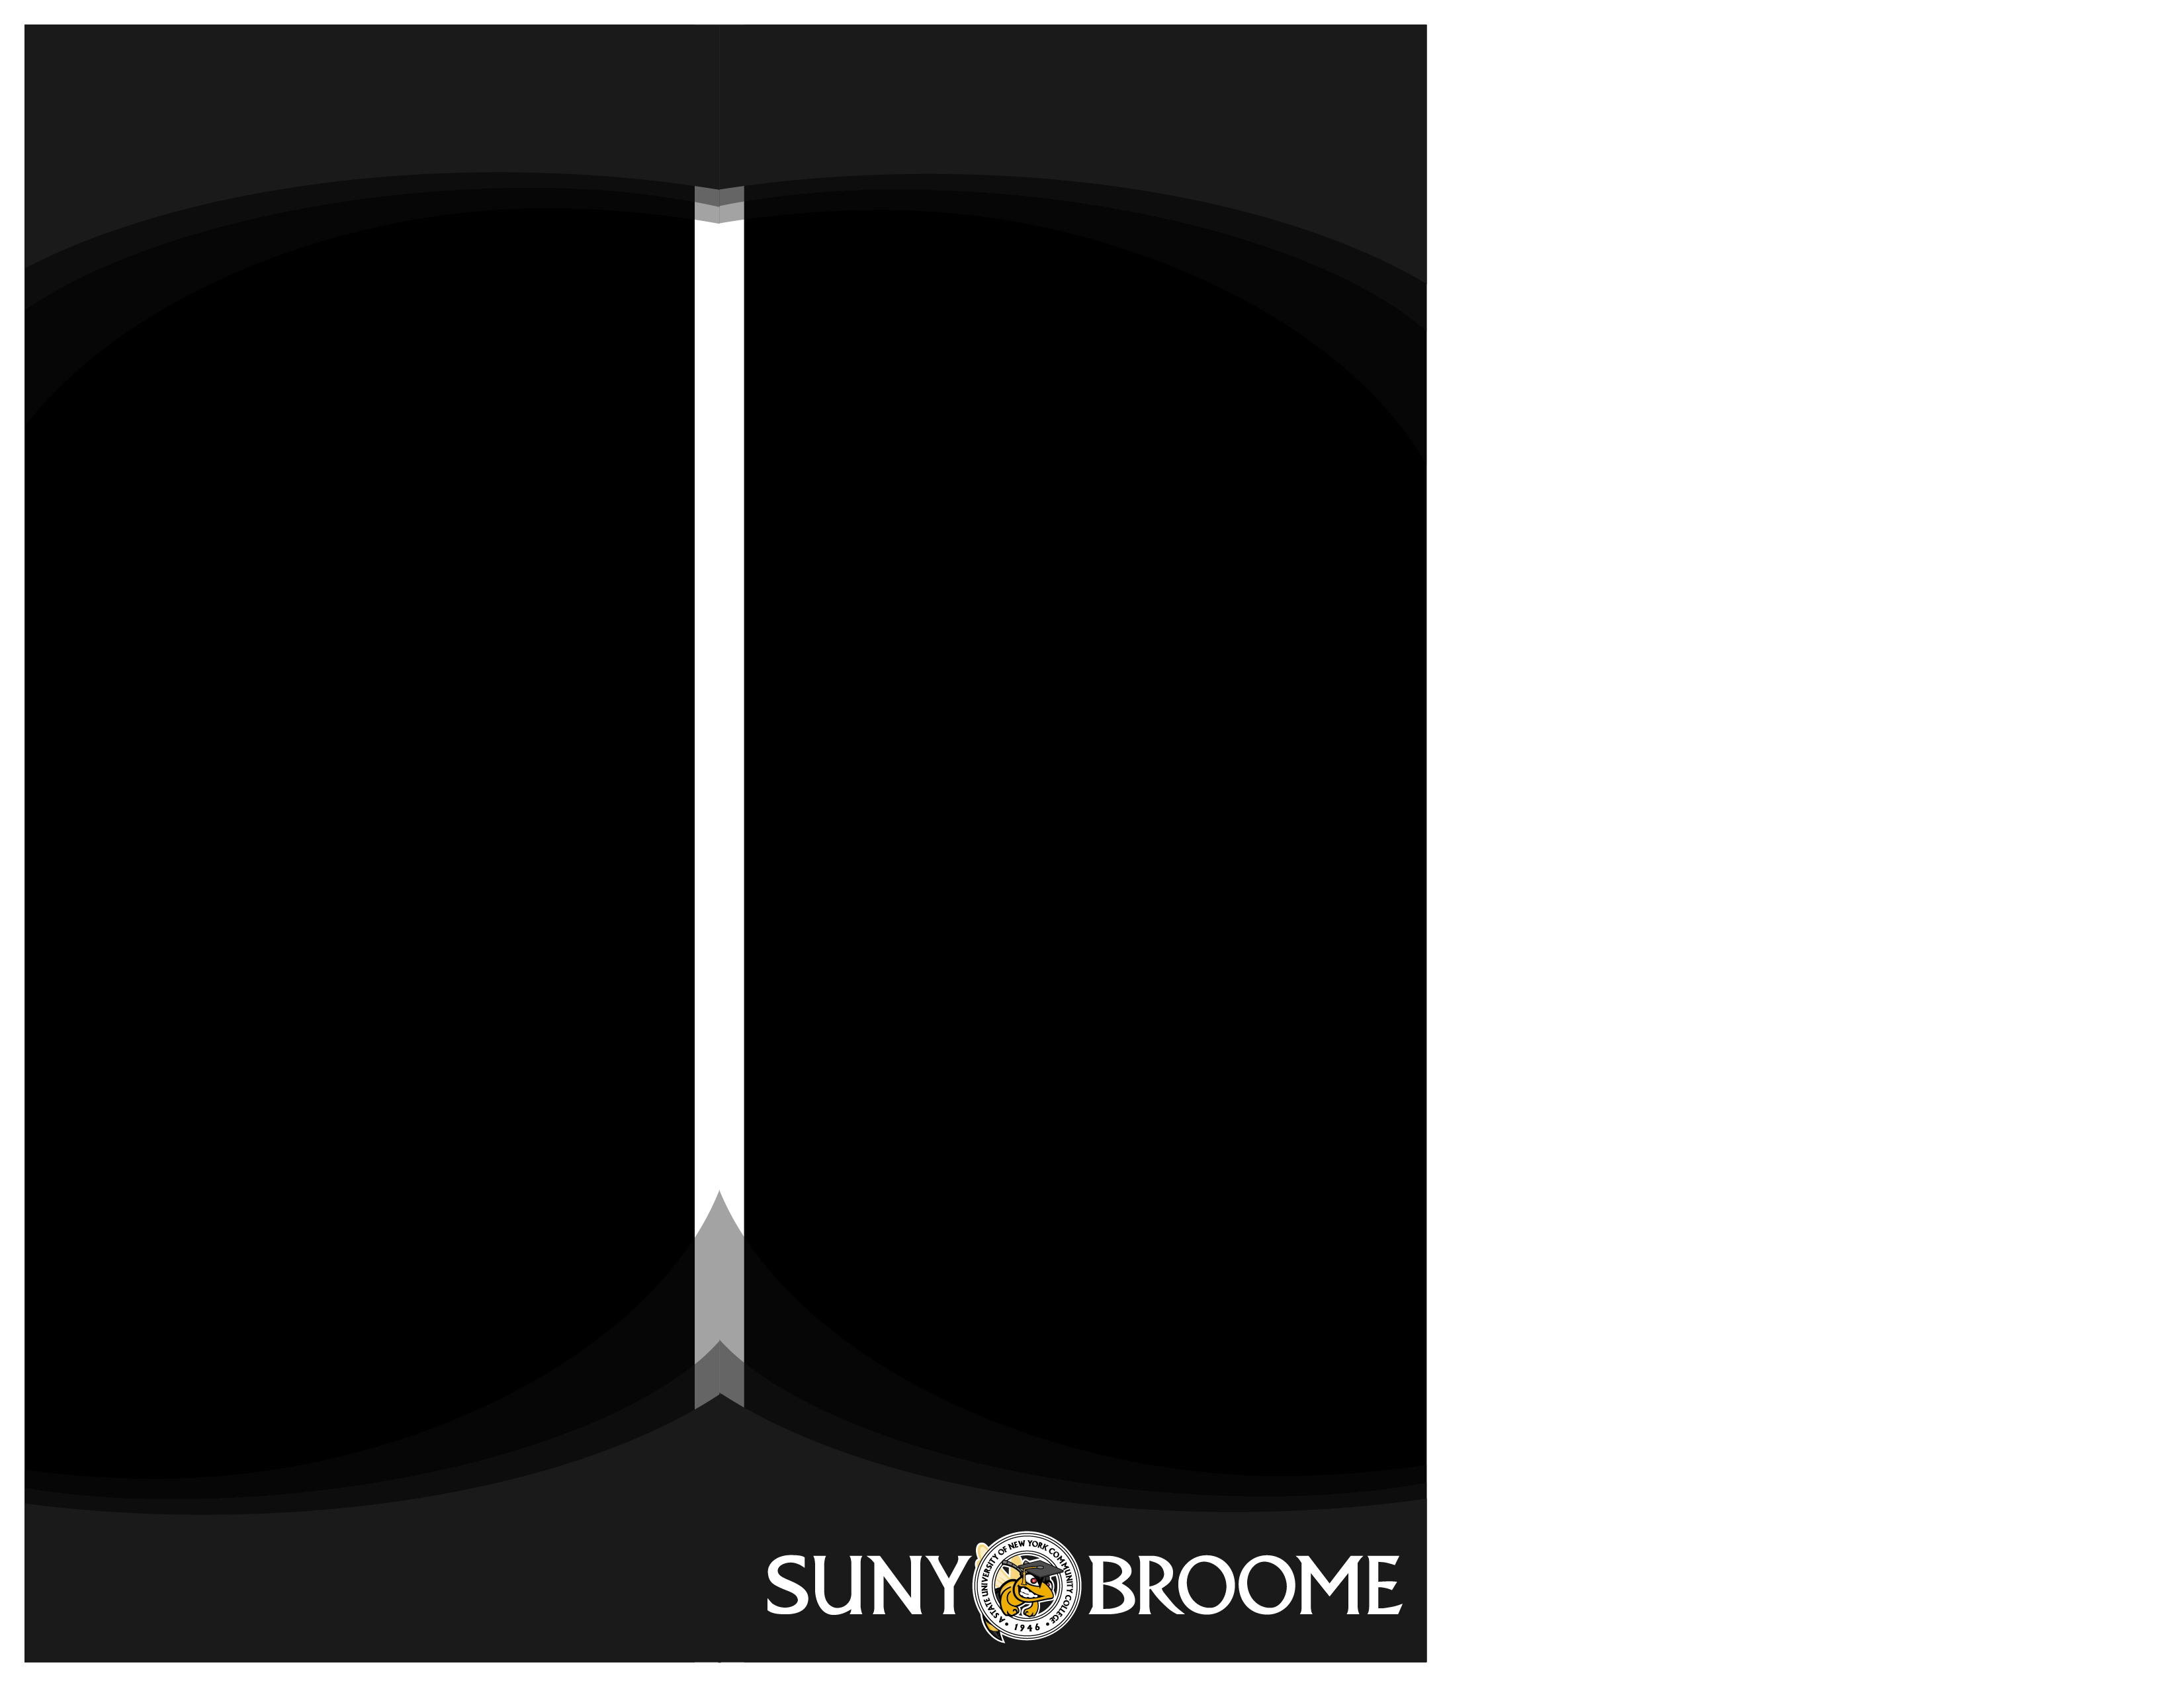 SUNY BROOME
A STATE UNIVERSITY OF NEW YORK COMMUNITY COLLEGE
• 1946 •